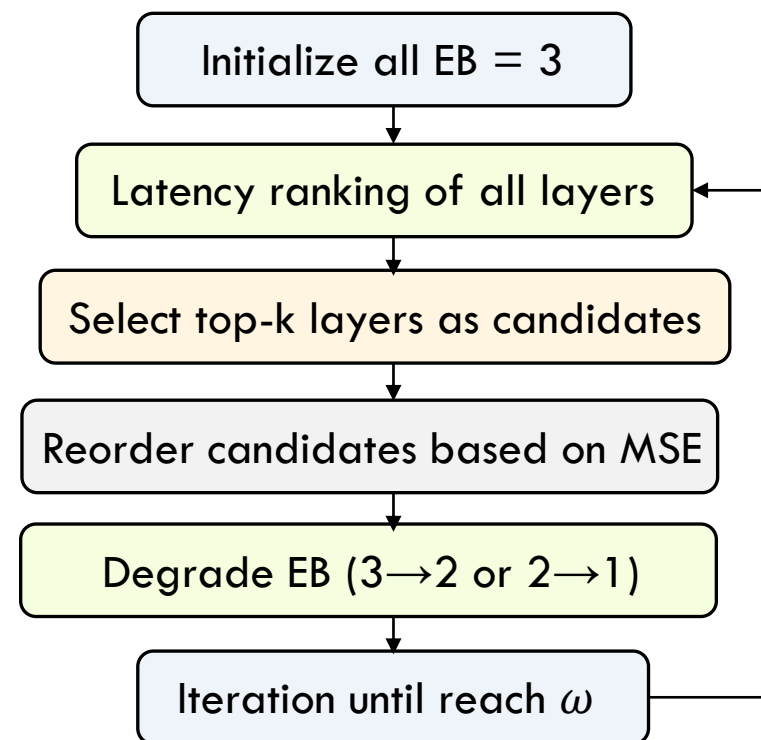 Initialize all EB = 3
Latency ranking of all layers
Select top-k layers as candidates
Reorder candidates based on MSE
Degrade EB (3→2 or 2→1)
Iteration until reach ω